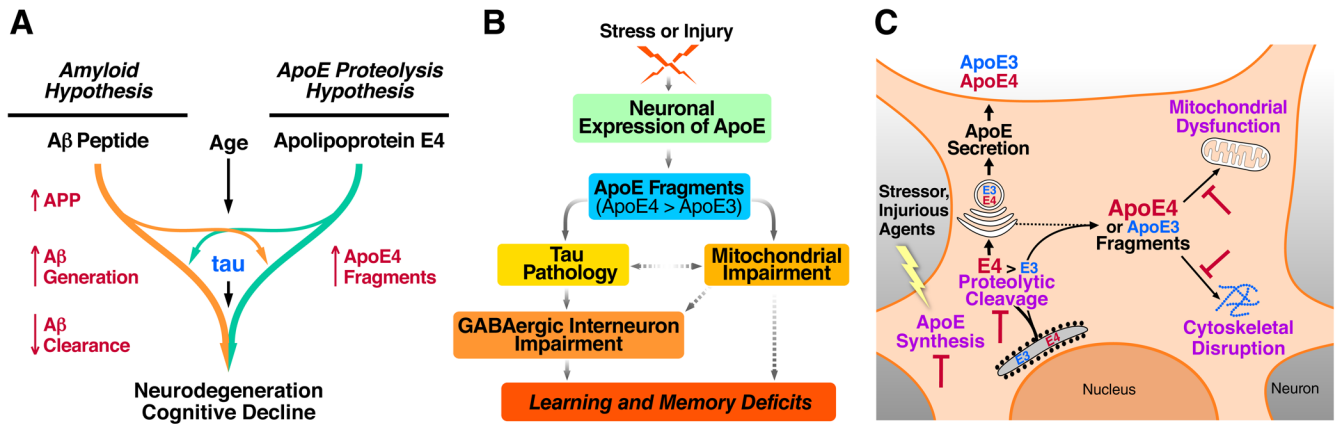 A
Amyloid
Hypothesis
ApoE Proteolysis
Hypothesis
Aβ Peptide
Age
Apolipoprotein E4
↑ APP
↑ Aβ
Generation
tau
↑ ApoE4
Fragments
↓ Aβ
Clearance
Neurodegeneration
Cognitive Decline
B
Stress or Injury
Neuronal
Expression of ApoE
ApoE Fragments
(ApoE4 > ApoE3)
Tau
Pathology
Mitochondrial
Impairment
GABAergic Interneuron
Impairment
Learning and Memory Deficits
C
ApoE3
ApoE4
ApoE
Secretion
Mitochondrial
Dysfunction
Stressor,
Injurious
Agents
E3
E4
ApoE4
or ApoE3
Fragments
E4 > E3
Proteolytic
Cleavage
ApoE
Synthesis
E3 E4
Cytoskeletal
Disruption
Nucleus
Neuron